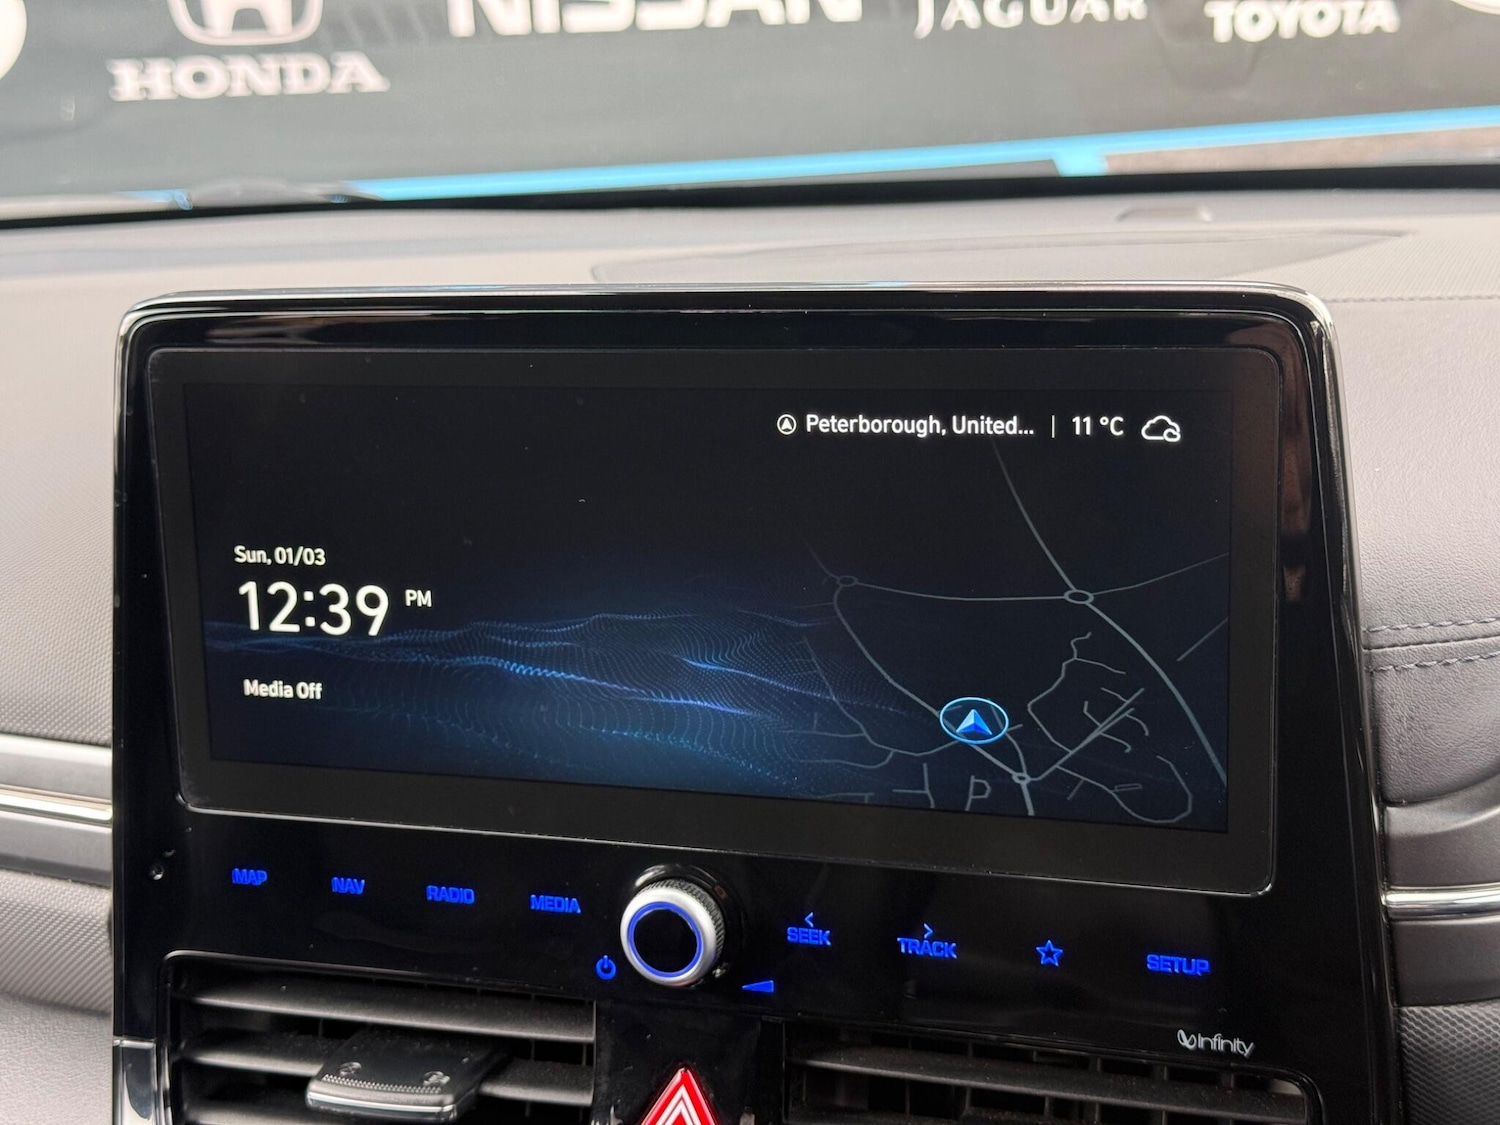 HONDA
NISSAN
JAGUAR
TOYOTA
Peterborough, United... | 11 °C
Sun, 01/03
12:39 PM
Media Off
MAP NAV RADIO MEDIA < SEEK > TRACK SETUP
infinity